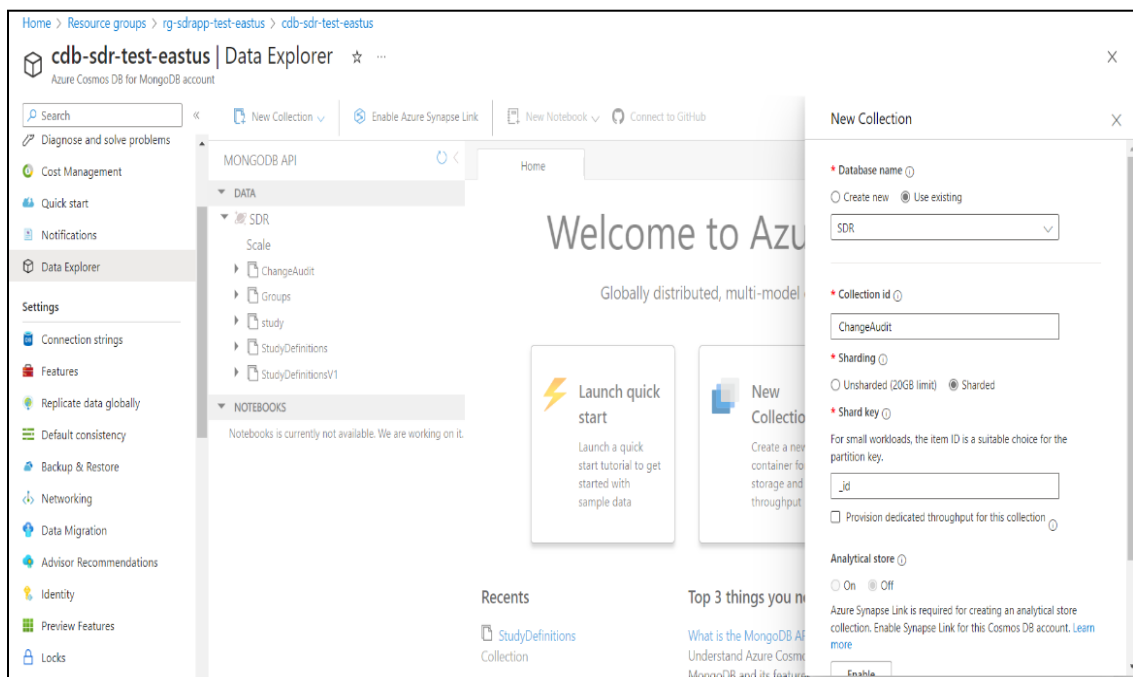 Home > Resource groups > rg-sdrapp-test-eastus > cdb-sdr-test-eastus
cdb-sdr-test-eastus | Data Explorer
Azure Cosmos DB for MongoDB account
Search
Diagnose and solve problems
Cost Management
Quick start
Notifications
Data Explorer
Settings
Connection strings
Features
Replicate data globally
Default consistency
Backup & Restore
Networking
Data Migration
Advisor Recommendations
Identity
Preview Features
Locks
New Collection
Enable Azure Synapse Link
New Notebook
Connect to GitHub
MONGODB API
DATA
SDR
Scale
ChangeAudit
Groups
study
StudyDefinitions
StudyDefinitionsV1
NOTEBOOKS
Notebooks is currently not available. We are working on it.
Home
Welcome to Azu
Globally distributed, multi-model
Launch quick
start
Launch a quick
start tutorial to get
started with
sample data
New
Collectio
Create a new
container fo
storage and
throughput
Recents
StudyDefinitions
Collection
Top 3 things you n
What is the MongoDB AP
Understand Azure Cosm
MongoDB and its feature
New Collection
* Database name
Create new Use existing
SDR
* Collection id
ChangeAudit
* Sharding
Unsharded (20GB limit) Sharded
* Shard key
For small workloads, the item ID is a suitable choice for the
partition key.
_id
Provision dedicated throughput for this collection
Analytical store
On Off
Azure Synapse Link is required for creating an analytical store
collection. Enable Synapse Link for this Cosmos DB account. Learn
more
Enable